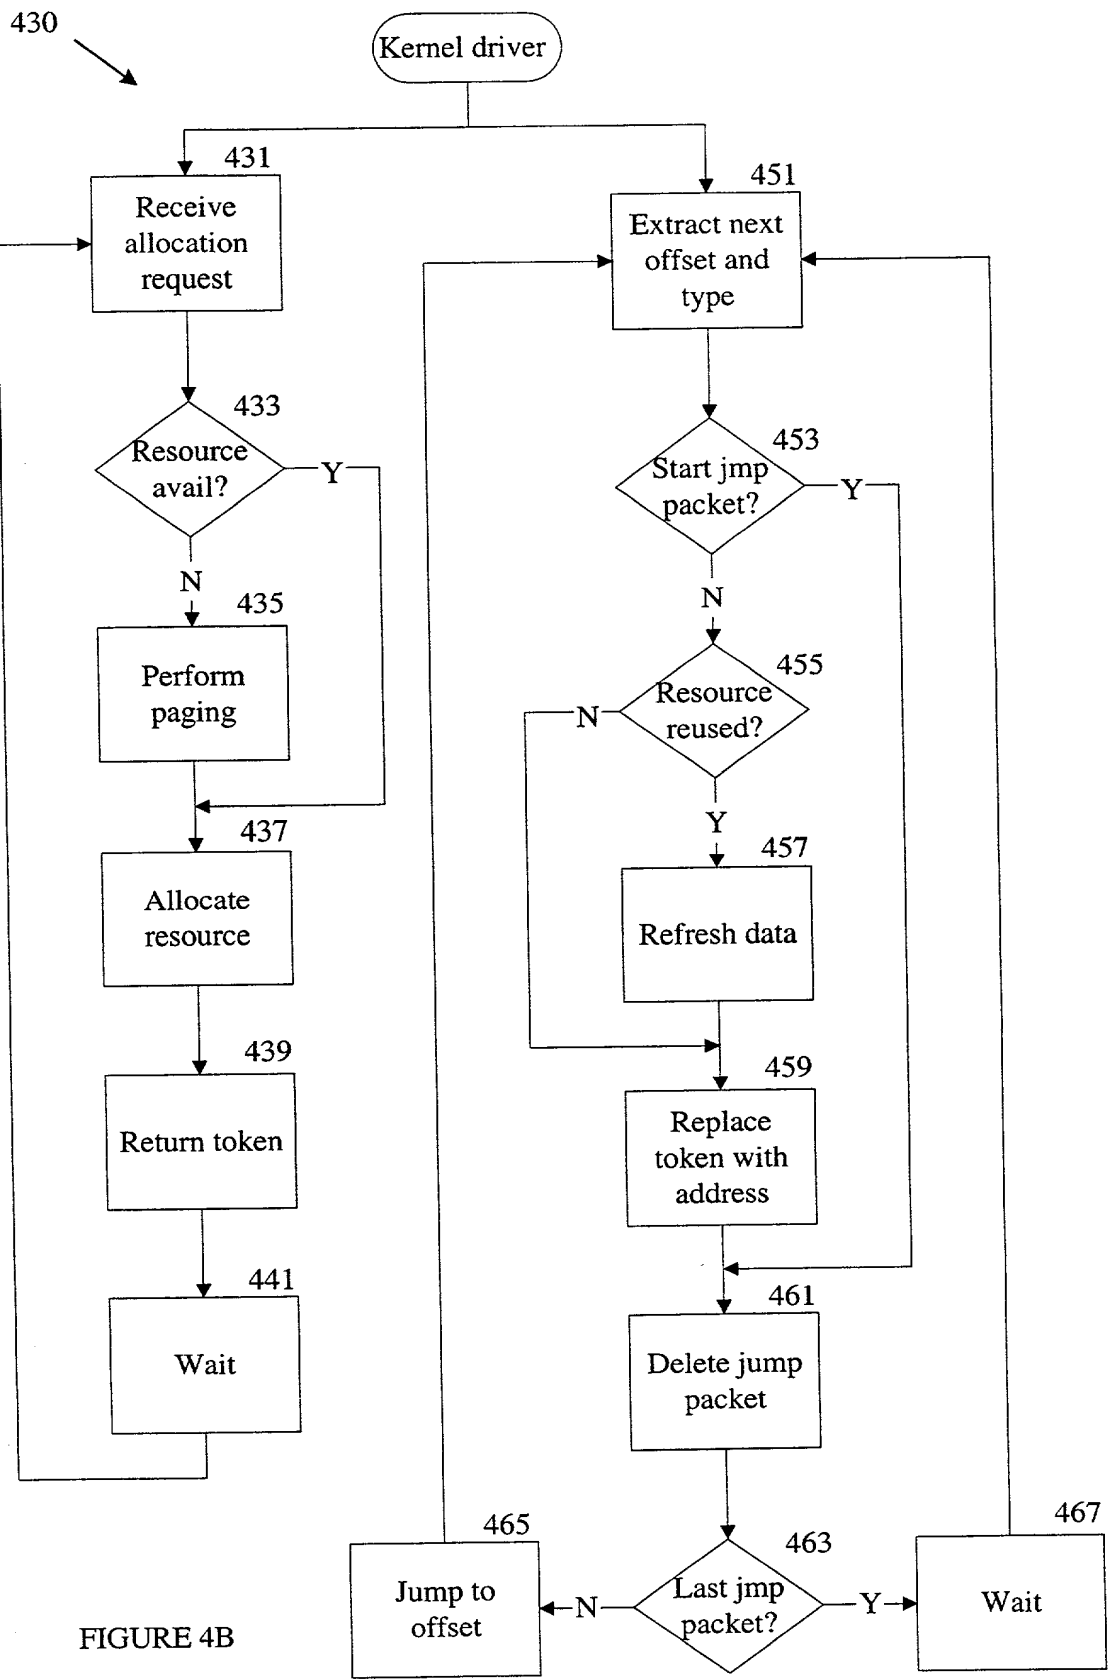 430
Kernel driver
431
Receive
allocation
request
433
Resource
avail?
Y
N
435
Perform
paging
437
Allocate
resource
439
Return token
441
Wait
451
Extract next
offset and
type
453
Start jmp
packet?
Y
N
455
Resource
reused?
N
Y
457
Refresh data
459
Replace
token with
address
461
Delete jump
packet
463
Last jmp
packet?
N
Y
465
Jump to
offset
467
Wait
FIGURE 4B